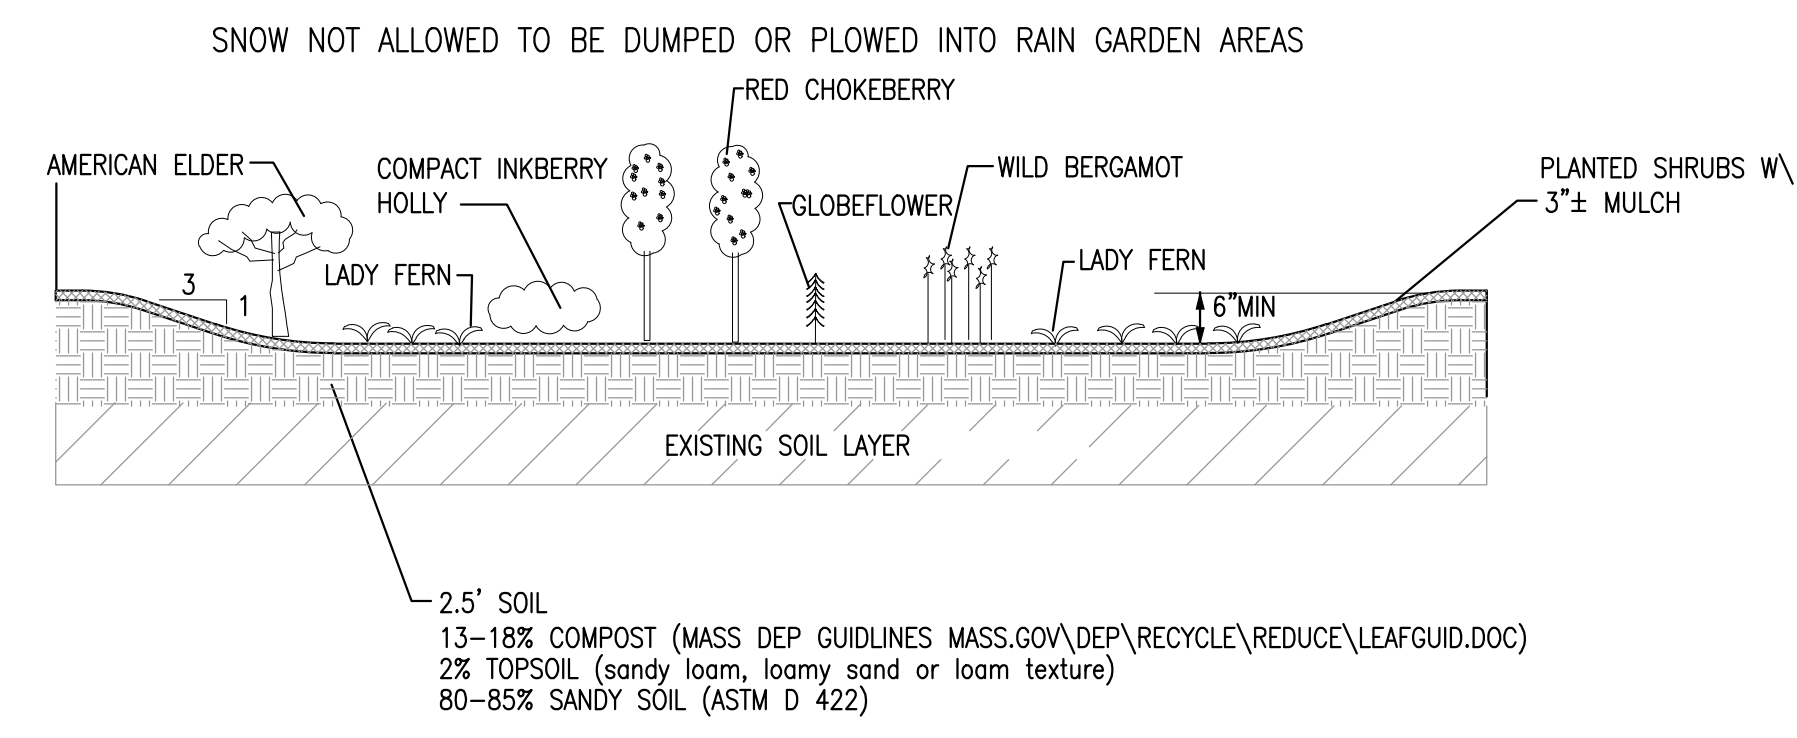 SNOW NOT ALLOWED TO BE DUMPED OR PLOWED INTO RAIN GARDEN AREAS
RED CHOKEBERRY
AMERICAN ELDER
COMPACT INKBERRY
HOLLY
WILD BERGAMOT
PLANTED SHRUBS W\
3"± MULCH
GLOBEFLOWER
LADY FERN
LADY FERN
3
1
6"MIN
EXISTING SOIL LAYER
2.5' SOIL
13-18% COMPOST (MASS DEP GUIDLINES MASS.GOV\DEP\RECYCLE\REDUCE\LEAFGUID.DOC)
2% TOPSOIL (sandy loam, loamy sand or loam texture)
80-85% SANDY SOIL (ASTM D 422)